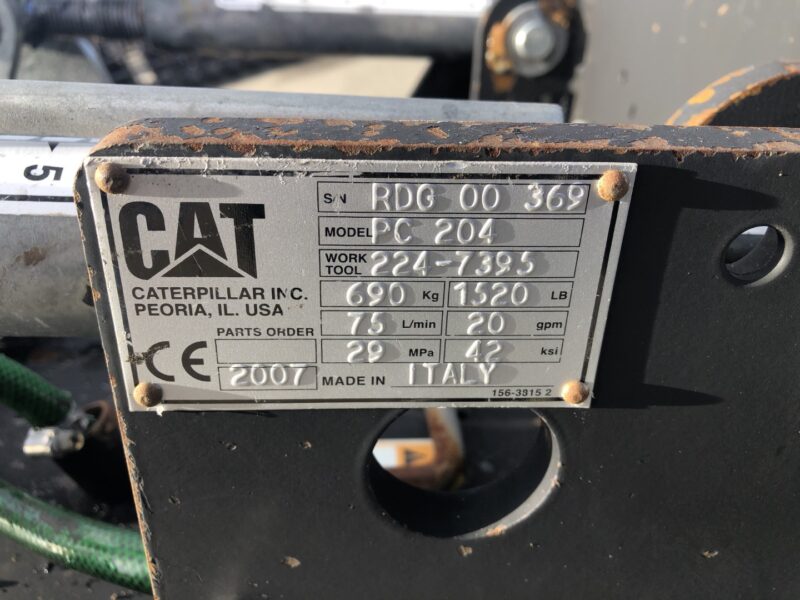 5
CAT
CATERPILLAR INC.
PEORIA, IL. USA
S/N RDG 00 369
MODEL PC 204
WORK TOOL 224-7395
690 Kg 1520 LB
PARTS ORDER 75 L/min 20 gpm
CE 29 MPa 42 ksi
2007 MADE IN ITALY
156-3815 2
4